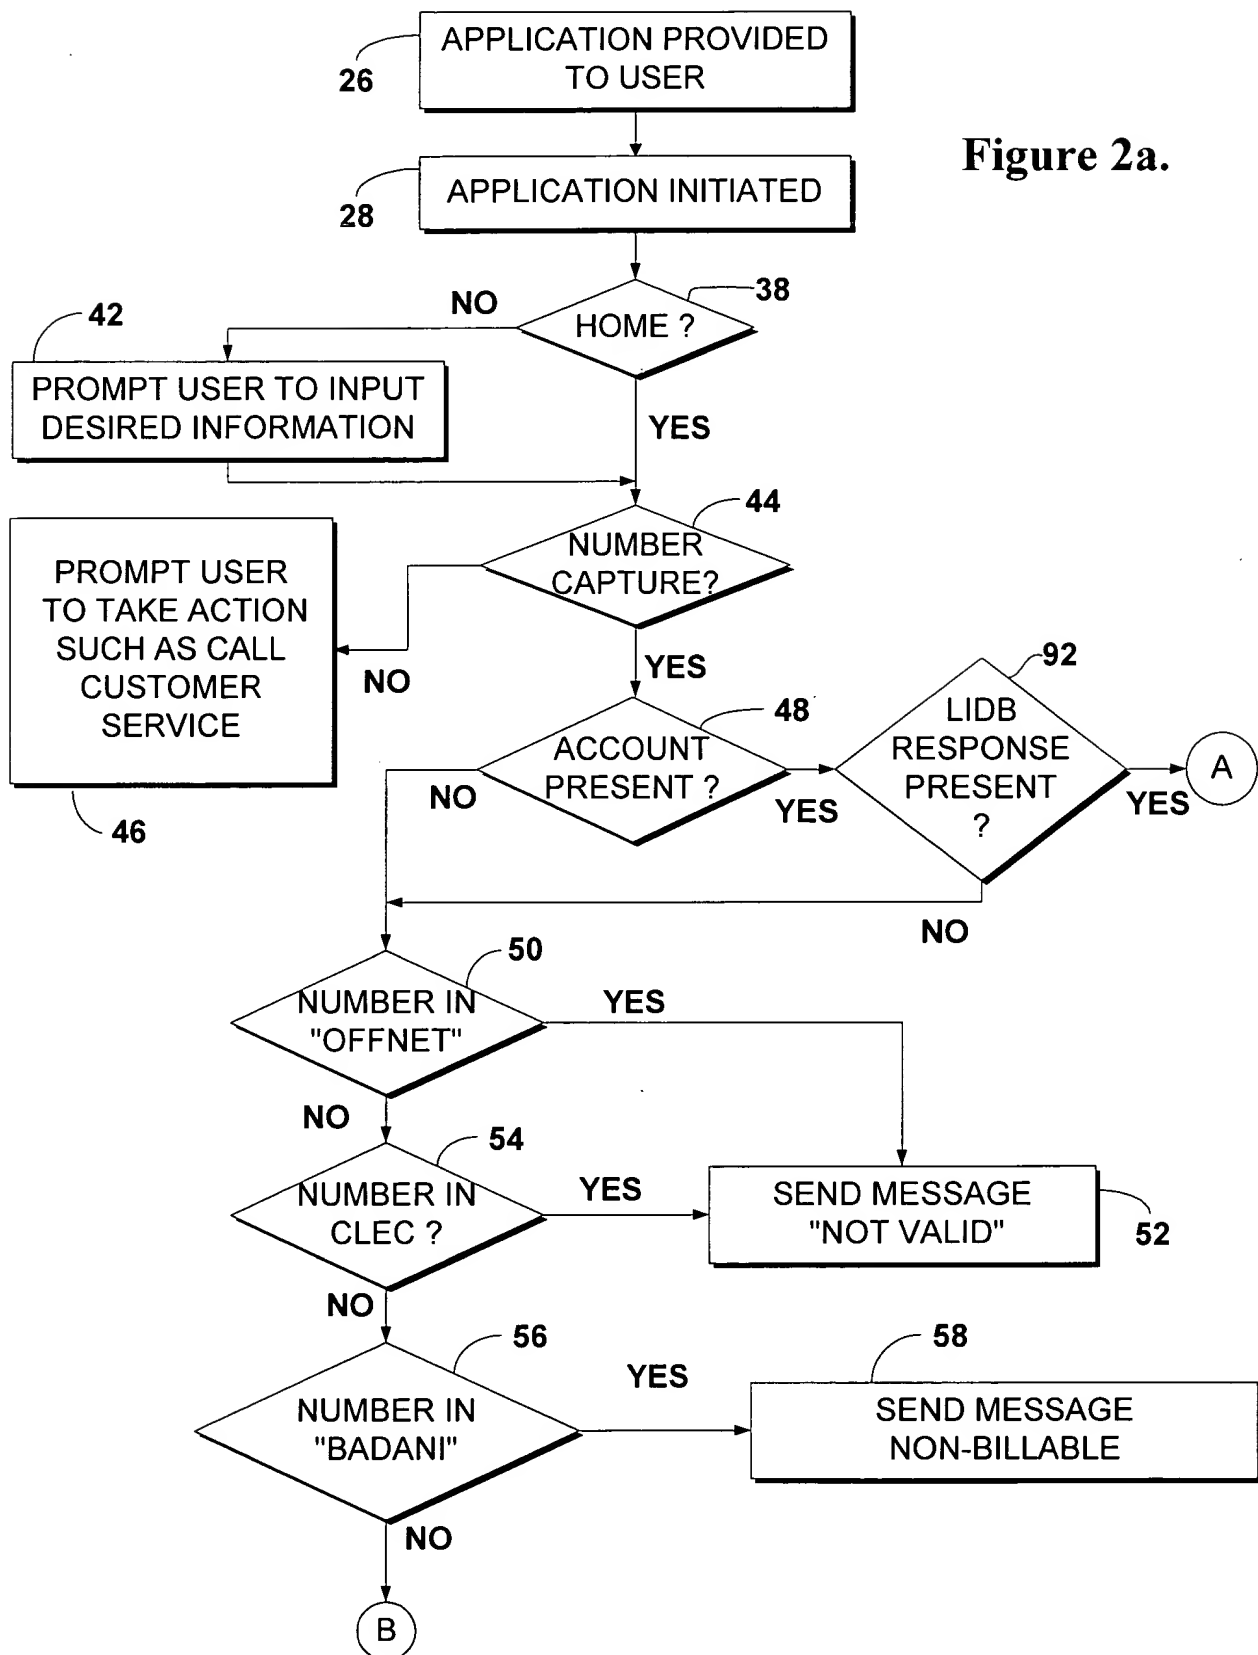 APPLICATION PROVIDED
TO USER
26
Figure 2a.
APPLICATION INITIATED
28
NO
38
HOME ?
42
PROMPT USER TO INPUT
DESIRED INFORMATION
YES
44
NUMBER
CAPTURE?
PROMPT USER
TO TAKE ACTION
SUCH AS CALL
CUSTOMER
SERVICE
NO
46
YES
92
48
ACCOUNT
PRESENT ?
NO
YES
LIDB
RESPONSE
PRESENT
?
YES
A
NO
50
NUMBER IN
"OFFNET"
YES
NO
54
NUMBER IN
CLEC ?
YES
SEND MESSAGE
"NOT VALID"
52
NO
56
NUMBER IN
"BADANI"
YES
58
SEND MESSAGE
NON-BILLABLE
NO
B